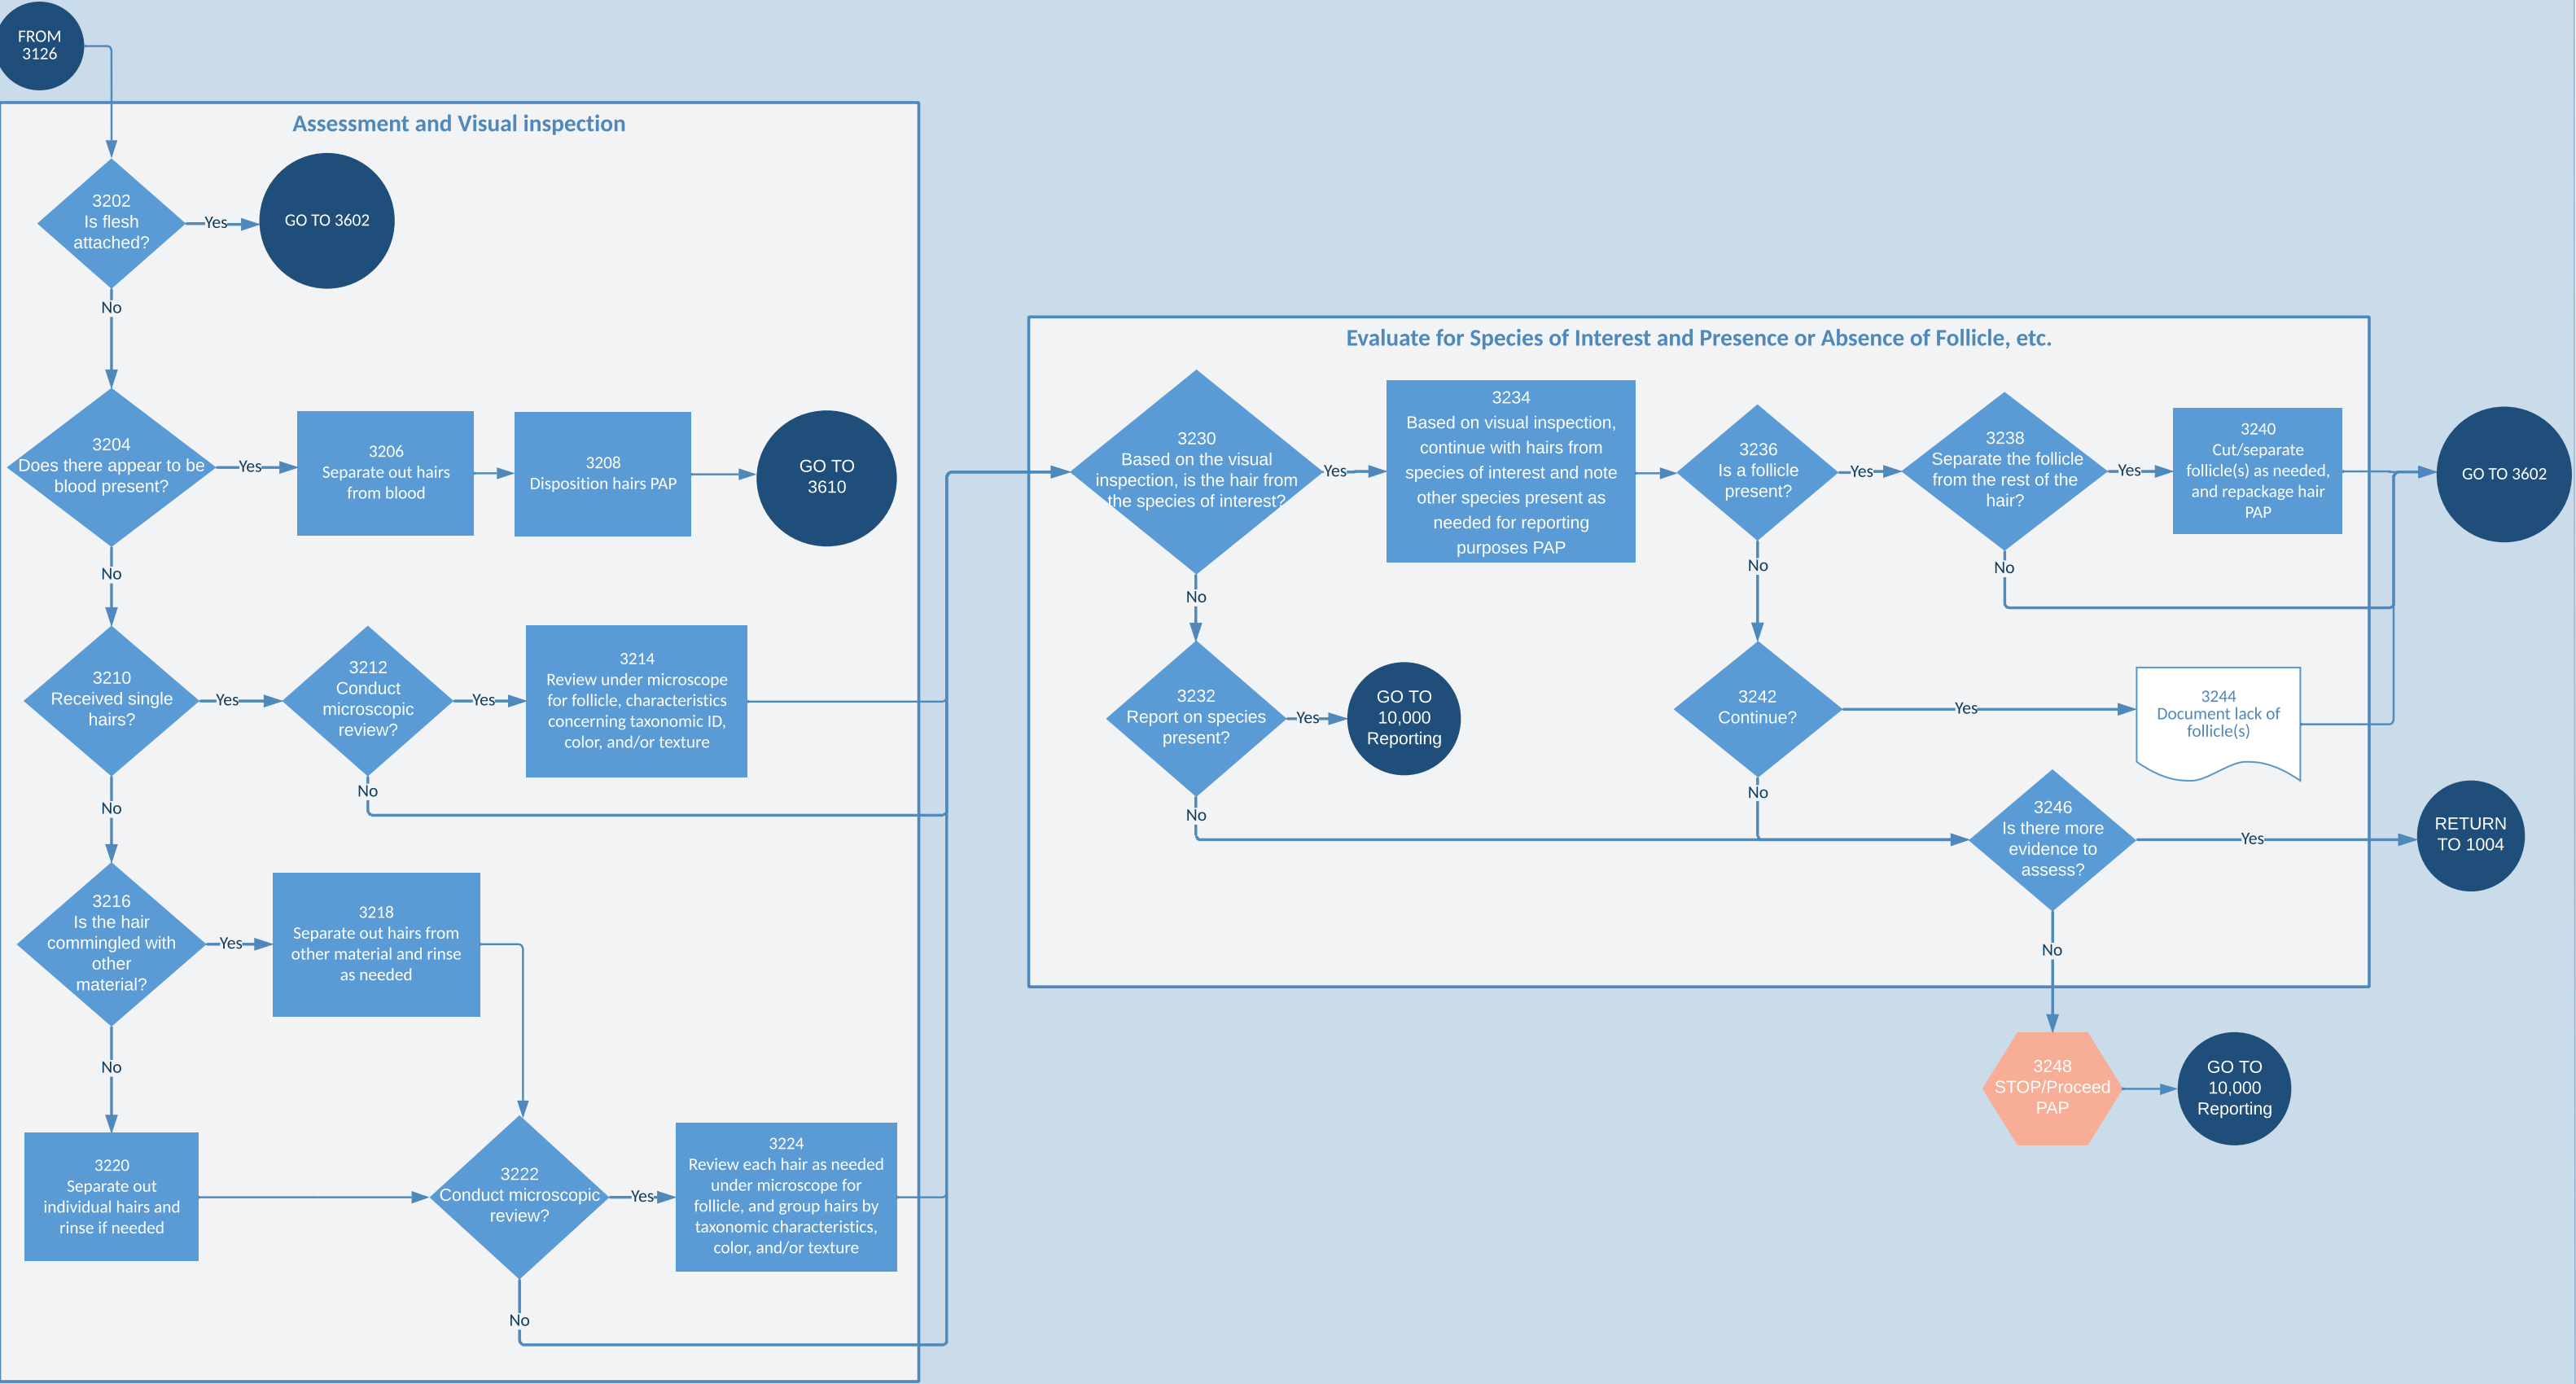 FROM
3126
Assessment and Visual inspection
3202
Is flesh
attached?
Yes
GO TO 3602
No
3204
Does there appear to be
blood present?
Yes
3206
Separate out hairs
from blood
3208
Disposition hairs PAP
GO TO
3610
No
3210
Received single
hairs?
Yes
3212
Conduct
microscopic
review?
Yes
3214
Review under microscope
for follicle, characteristics
concerning taxonomic ID,
color, and/or texture
No
No
3216
Is the hair
commingled with
other
material?
Yes
3218
Separate out hairs from
other material and rinse
as needed
No
3220
Separate out
individual hairs and
rinse if needed
3222
Conduct microscopic
review?
Yes
3224
Review each hair as needed
under microscope for
follicle, and group hairs by
taxonomic characteristics,
color, and/or texture
No
Evaluate for Species of Interest and Presence or Absence of Follicle, etc.
3230
Based on the visual
inspection, is the hair from
the species of interest?
Yes
3234
Based on visual inspection,
continue with hairs from
species of interest and note
other species present as
needed for reporting
purposes PAP
3236
Is a follicle
present?
Yes
3238
Separate the follicle
from the rest of the
hair?
Yes
3240
Cut/separate
follicle(s) as needed,
and repackage hair
PAP
GO TO 3602
No
No
No
3232
Report on species
present?
Yes
GO TO
10,000
Reporting
3242
Continue?
Yes
3244
Document lack of
follicle(s)
No
No
3246
Is there more
evidence to
assess?
Yes
RETURN
TO 1004
No
3248
STOP/Proceed
PAP
GO TO
10,000
Reporting